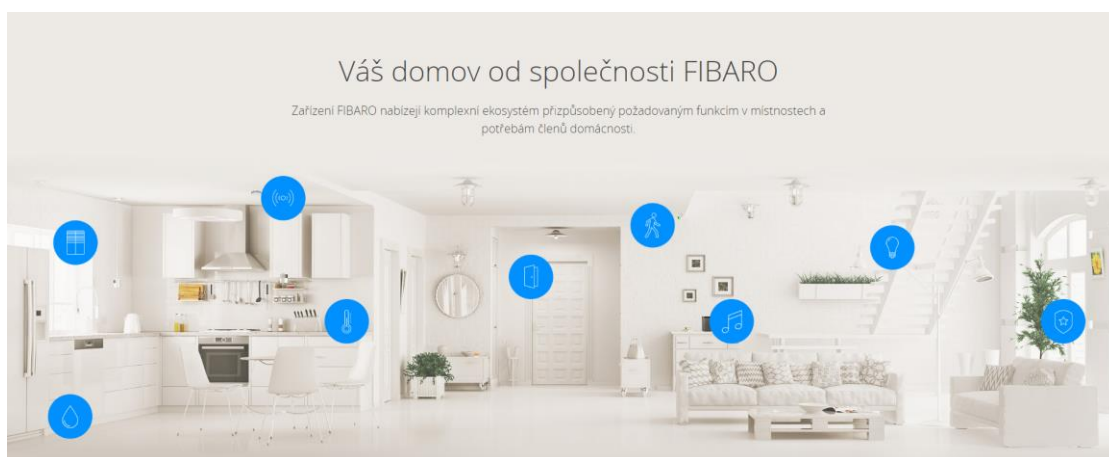 Váš domov od společnosti FIBARO
Zařízení FIBARO nabízejí komplexní ekosystém přizpůsobený požadovaným funkcím v místnostech a
potřebám členů domácnosti.